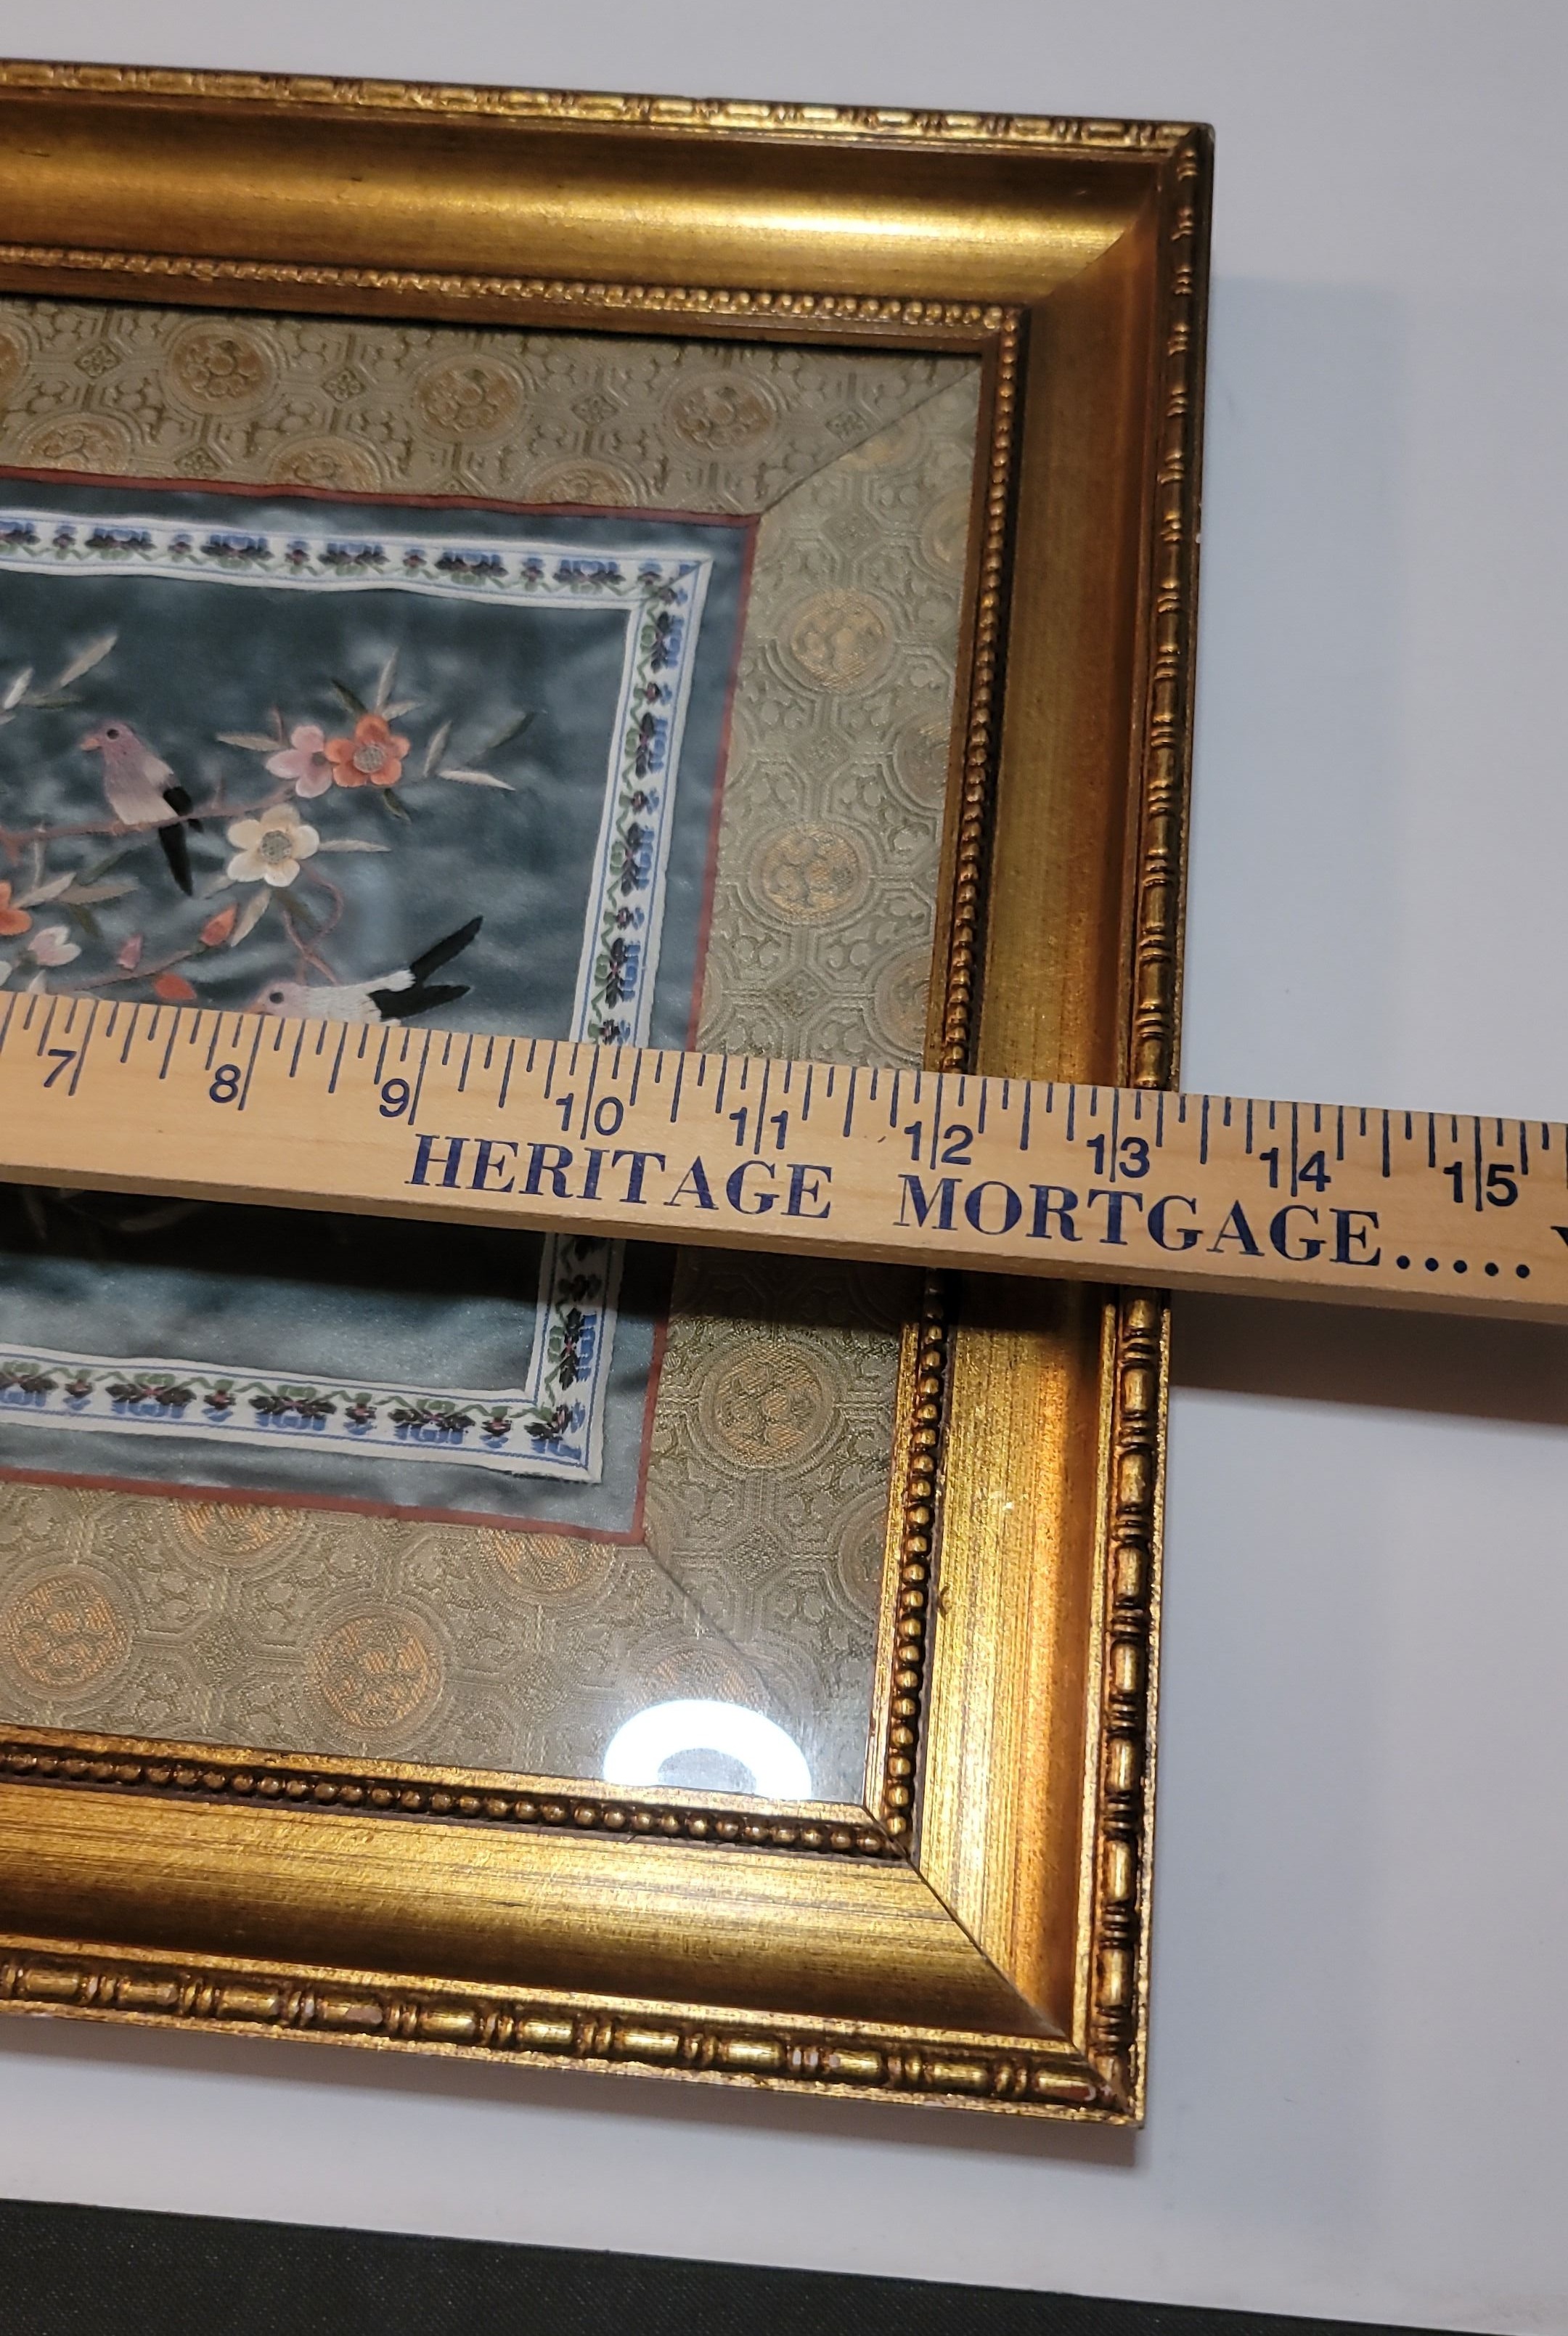 7 8 9 10 11 12 13 14 15
HERITAGE MORTGAGE.....